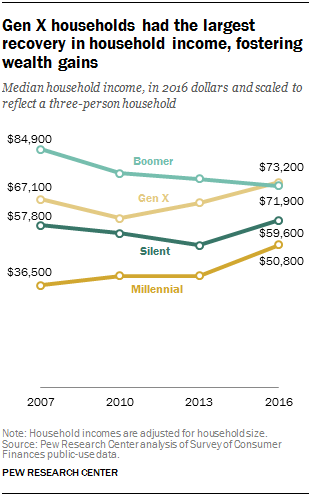 Gen X households had the largest
recovery in household income, fostering
wealth gains
Median household income, in 2016 dollars and scaled to
reflect a three-person household
$84,900
Boomer
$73,200
$67,100
Gen X
$71,900
$57,800
$59,600
Silent
$36,500
$50,800
Millennial
2007 2010 2013 2016
Note: Household incomes are adjusted for household size.
Source: Pew Research Center analysis of Survey of Consumer
Finances public-use data.
PEW RESEARCH CENTER